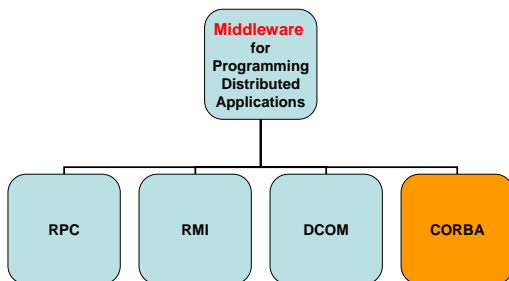 Middleware
for
Programming
Distributed
Applications
RPC
RMI
DCOM
CORBA